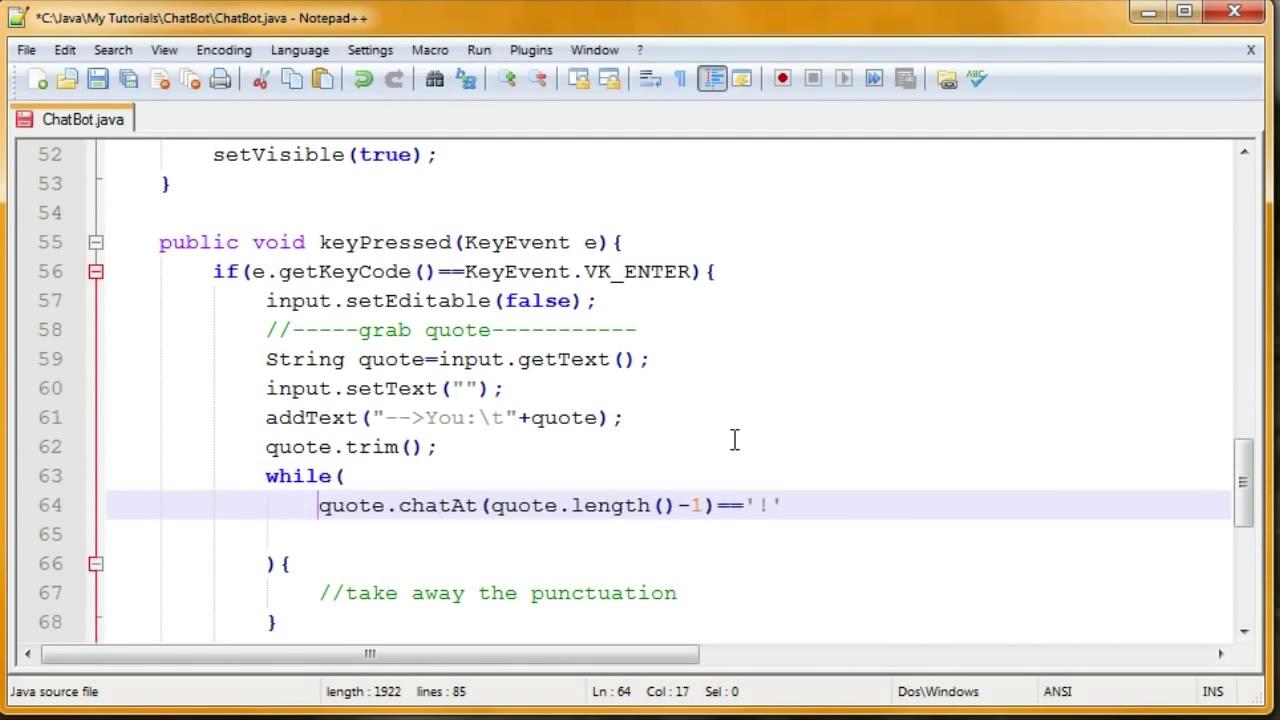 *C:\Java\My Tutorials\ChatBot\ChatBot.java - Notepad++
File Edit Search View Encoding Language Settings Macro Run Plugins Window ? X
ChatBot.java
52 setVisible(true);
53 }
54
55 public void keyPressed(KeyEvent e){
56 if(e.getKeyCode()==KeyEvent.VK_ENTER){
57 input.setEditable(false);
58 //-----grab quote-----------
59 String quote=input.getText();
60 input.setText("");
61 addText("-->You:\t"+quote);
62 quote.trim();
63 while(
64 quote.chatAt(quote.length()-1)=='!'
65
66 ){
67 //take away the punctuation
68 }
Java source file length : 1922 lines : 85 Ln : 64 Col : 17 Sel : 0 Dos\Windows ANSI INS